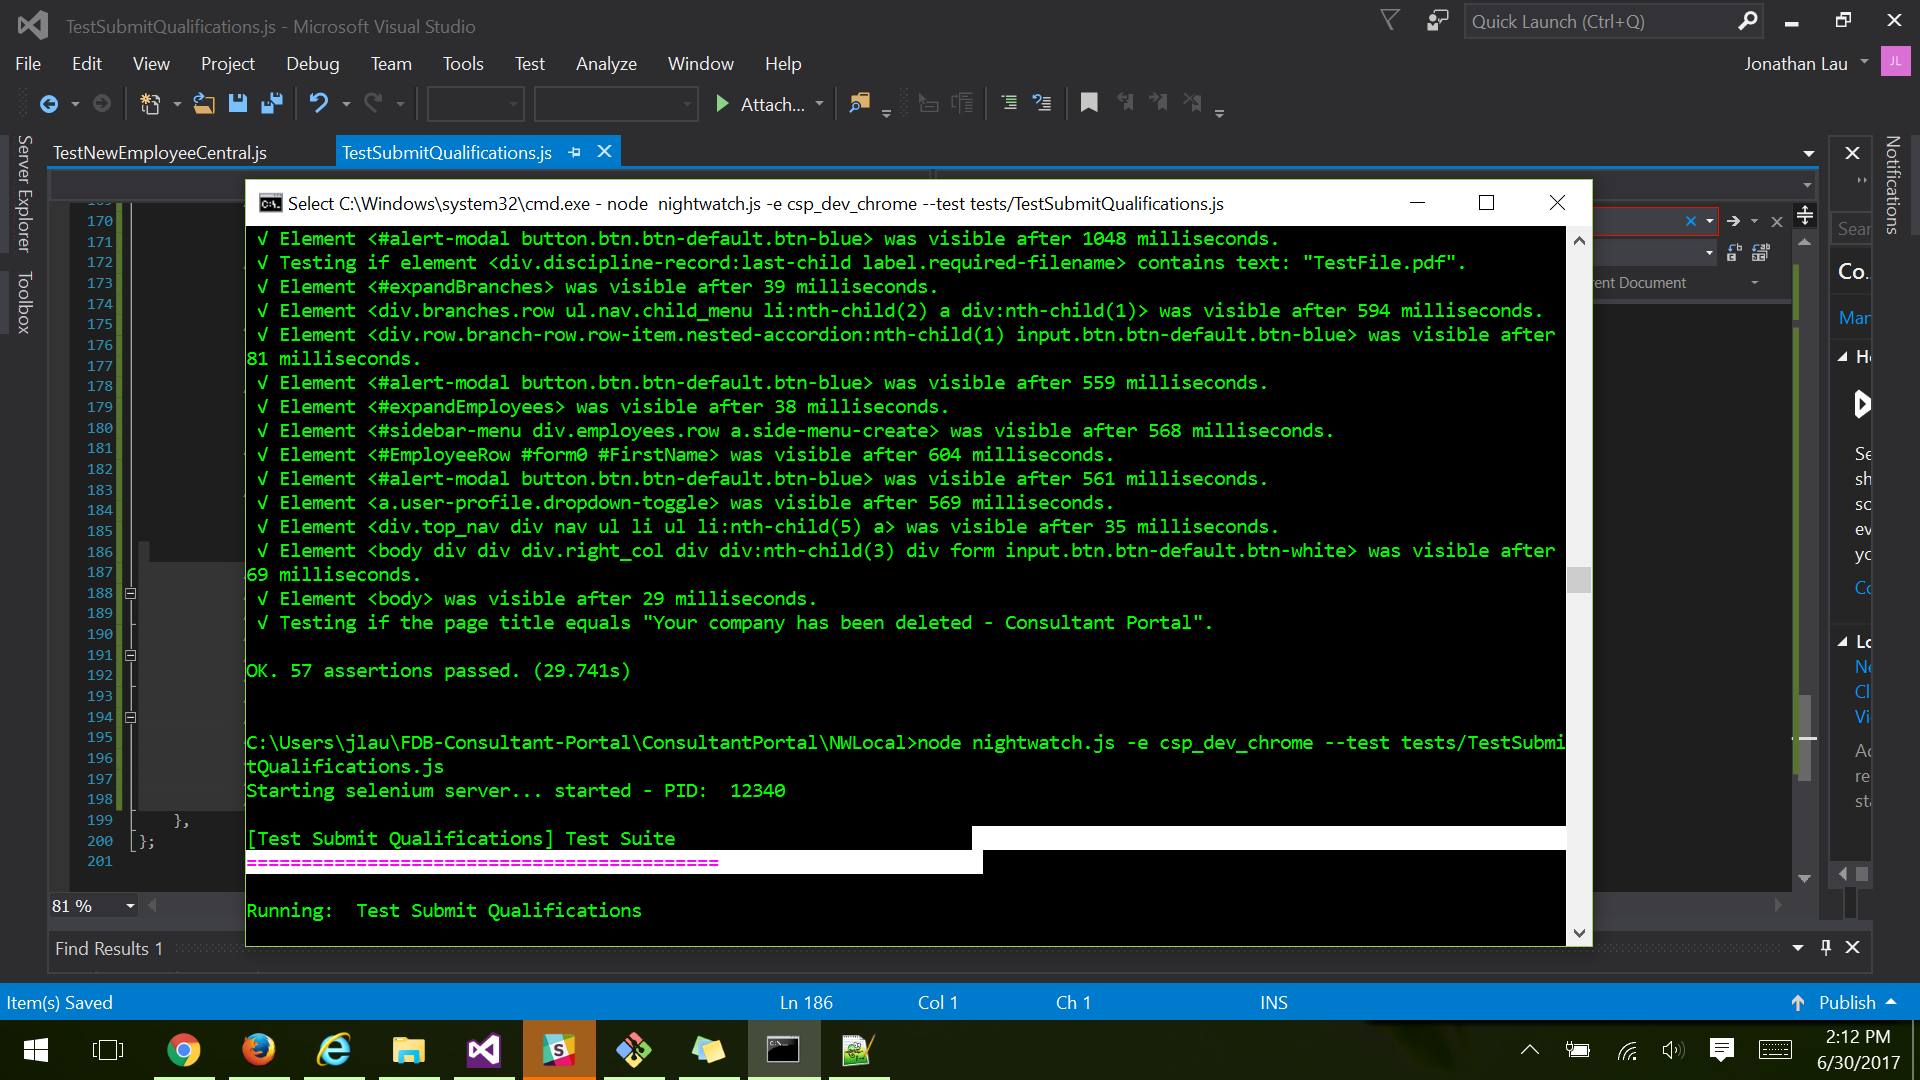 TestSubmitQualifications.js - Microsoft Visual Studio
Quick Launch (Ctrl+Q)
File Edit View Project Debug Team Tools Test Analyze Window Help
Jonathan Lau JL
Attach...
Server Explorer
Toolbox
TestNewEmployeeCentral.js
TestSubmitQualifications.js
Notifications
Select C:\Windows\system32\cmd.exe - node  nightwatch.js -e csp_dev_chrome --test tests/TestSubmitQualifications.js
√ Element <#alert-modal button.btn.btn-default.btn-blue> was visible after 1048 milliseconds.
√ Testing if element <div.discipline-record:last-child label.required-filename> contains text: "TestFile.pdf".
√ Element <#expandBranches> was visible after 39 milliseconds.
√ Element <div.branches.row ul.nav.child_menu li:nth-child(2) a div:nth-child(1)> was visible after 594 milliseconds.
√ Element <div.row.branch-row.row-item.nested-accordion:nth-child(1) input.btn.btn-default.btn-blue> was visible after
81 milliseconds.
√ Element <#alert-modal button.btn.btn-default.btn-blue> was visible after 559 milliseconds.
√ Element <#expandEmployees> was visible after 38 milliseconds.
√ Element <#sidebar-menu div.employees.row a.side-menu-create> was visible after 568 milliseconds.
√ Element <#EmployeeRow #form0 #FirstName> was visible after 604 milliseconds.
√ Element <#alert-modal button.btn.btn-default.btn-blue> was visible after 561 milliseconds.
√ Element <a.user-profile.dropdown-toggle> was visible after 569 milliseconds.
√ Element <div.top_nav div nav ul li ul li:nth-child(5) a> was visible after 35 milliseconds.
√ Element <body div div div.right_col div div:nth-child(3) div form input.btn.btn-default.btn-white> was visible after
69 milliseconds.
√ Element <body> was visible after 29 milliseconds.
√ Testing if the page title equals "Your company has been deleted - Consultant Portal".
OK. 57 assertions passed. (29.741s)
C:\Users\jlau\FDB-Consultant-Portal\ConsultantPortal\NWLocal>node nightwatch.js -e csp_dev_chrome --test tests/TestSubmi
tQualifications.js
Starting selenium server... started - PID:  12340
[Test Submit Qualifications] Test Suite
===========================================
Running:  Test Submit Qualifications
170
171
172
173
174
175
176
177
178
179
180
181
182
183
184
185
186
187
188
189
190
191
192
193
194
195
196
197
198
199 },
200 };
201
rent Document
Sear
Co..
Mar
He
Se
sh
so
ev
yo
Co
Lo
Ne
Cl
Vi
Ac
re
st
81 %
Find Results 1
Item(s) Saved Ln 186 Col 1 Ch 1 INS Publish
2:12 PM
6/30/2017